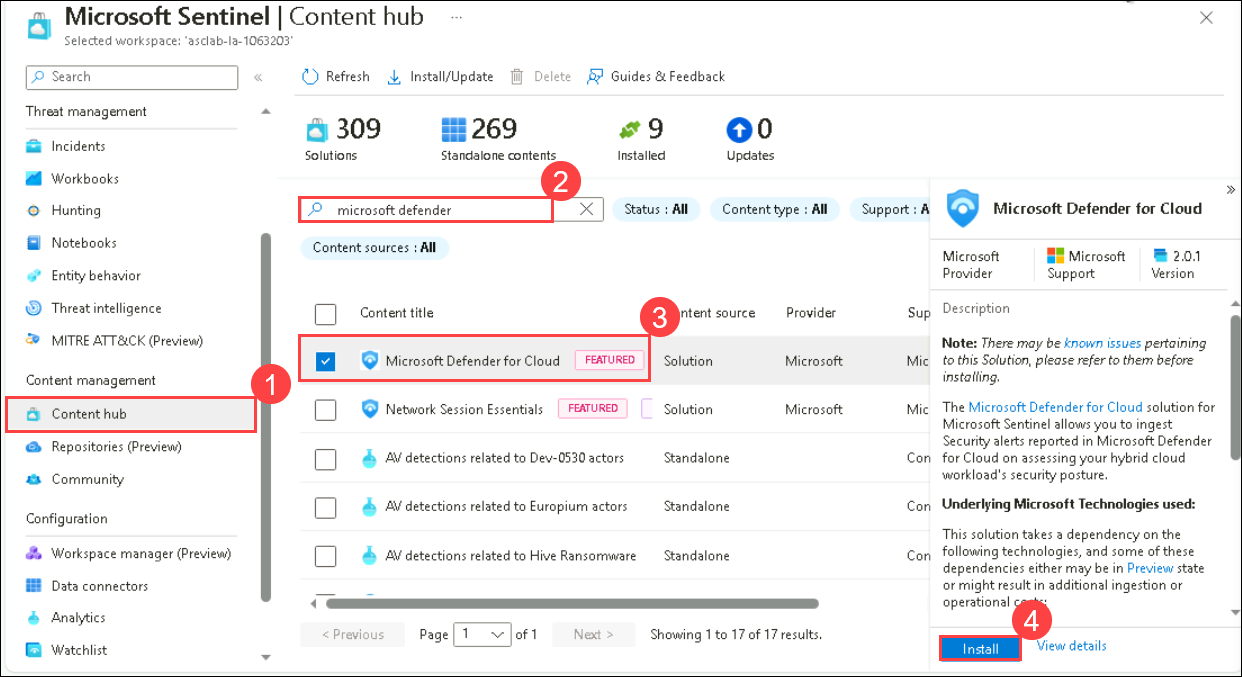 Microsoft Sentinel | Content hub ...
Selected workspace: 'asclab-la-1063203'
Search
«
Threat management
Incidents
Workbooks
Hunting
Notebooks
Entity behavior
Threat intelligence
MITRE ATT&CK (Preview)
Content management
1
Content hub
Repositories (Preview)
Community
Configuration
Workspace manager (Preview)
Data connectors
Analytics
Watchlist
Refresh
Install/Update
Delete
Guides & Feedback
309
Solutions
269
Standalone contents
9
Installed
0
Updates
2
microsoft defender
Status : All
Content type : All
Support : A
Content sources : All
3
Content title
ntent source
Provider
Sup
Microsoft Defender for Cloud FEATURED Solution Microsoft Mic
Network Session Essentials FEATURED Solution Microsoft Mic
AV detections related to Dev-0530 actors Standalone Con
AV detections related to Europium actors Standalone Con
AV detections related to Hive Ransomware Standalone Con
< Previous Page 1 of 1 Next > Showing 1 to 17 of 17 results.
»
Microsoft Defender for Cloud
Microsoft
Provider
Microsoft
Support
2.0.1
Version
Description
Note: There may be known issues pertaining
to this Solution, please refer to them before
installing.
The Microsoft Defender for Cloud solution for
Microsoft Sentinel allows you to ingest
Security alerts reported in Microsoft Defender
for Cloud on assessing your hybrid cloud
workload's security posture.
Underlying Microsoft Technologies used:
This solution takes a dependency on the
following technologies, and some of these
dependencies either may be in Preview state
or might result in additional ingestion or
operational
4
Install
View details